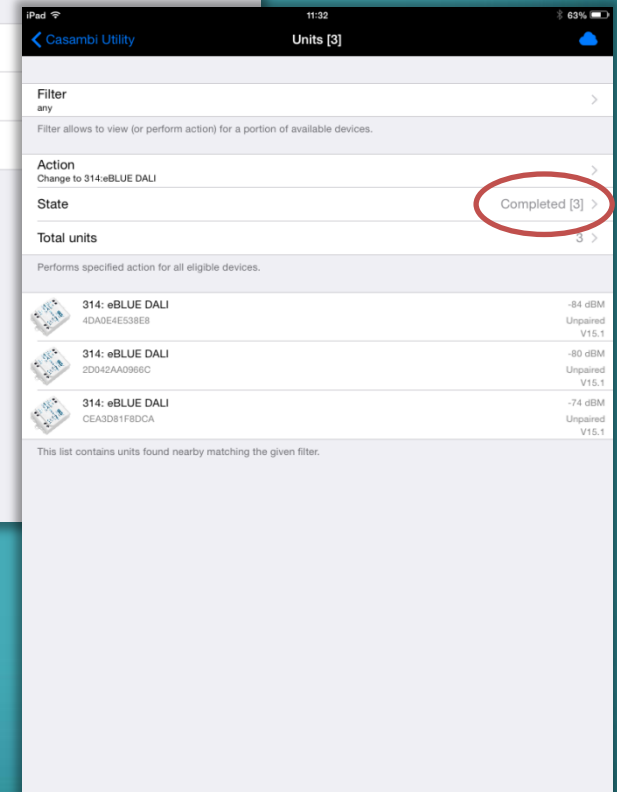 iPad 11:32 63%
Casambi Utility Units [3]
Filter
any
Filter allows to view (or perform action) for a portion of available devices.
Action
Change to 314:eBLUE DALI
State Completed [3]
Total units 3
Performs specified action for all eligible devices.
314: eBLUE DALI -84 dBM
4DA0E4E538E8 Unpaired
V15.1
314: eBLUE DALI -80 dBM
2D042AA0966C Unpaired
V15.1
314: eBLUE DALI -74 dBM
CEA3D81F8DCA Unpaired
V15.1
This list contains units found nearby matching the given filter.